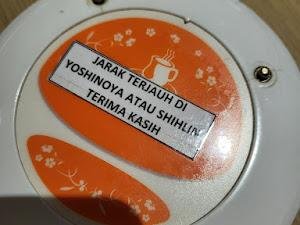 JARAK TERJAUH DI
YOSHINOYA ATAU SHIHLIN
TERIMA KASIH